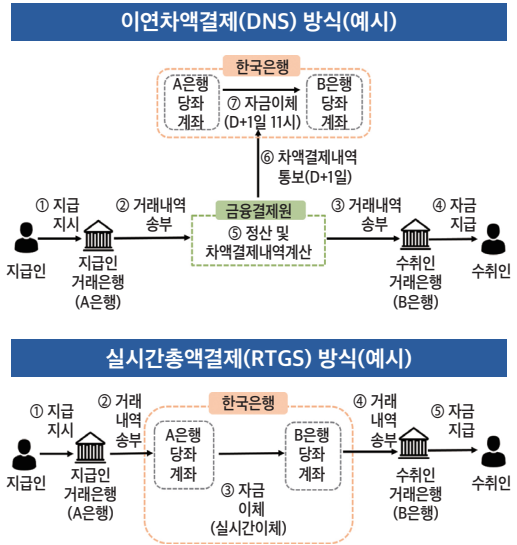 이연차액결제(DNS) 방식(예시)
한국은행
A은행
당좌
계좌
B은행
당좌
계좌
⑦ 자금이체
(D+1일 11시)
⑥ 차액결제내역
통보(D+1일)
① 지급
지시
② 거래내역
송부
금융결제원
⑤ 정산 및
차액결제내역계산
③ 거래내역
송부
④ 자금
지급
지급인
지급인
거래은행
(A은행)
수취인
거래은행
(B은행)
수취인
실시간총액결제(RTGS) 방식(예시)
① 지급
지시
② 거래
내역
송부
한국은행
A은행
당좌
계좌
B은행
당좌
계좌
③ 자금
이체
(실시간이체)
④ 거래
내역
송부
⑤ 자금
지급
지급인
지급인
거래은행
(A은행)
수취인
거래은행
(B은행)
수취인